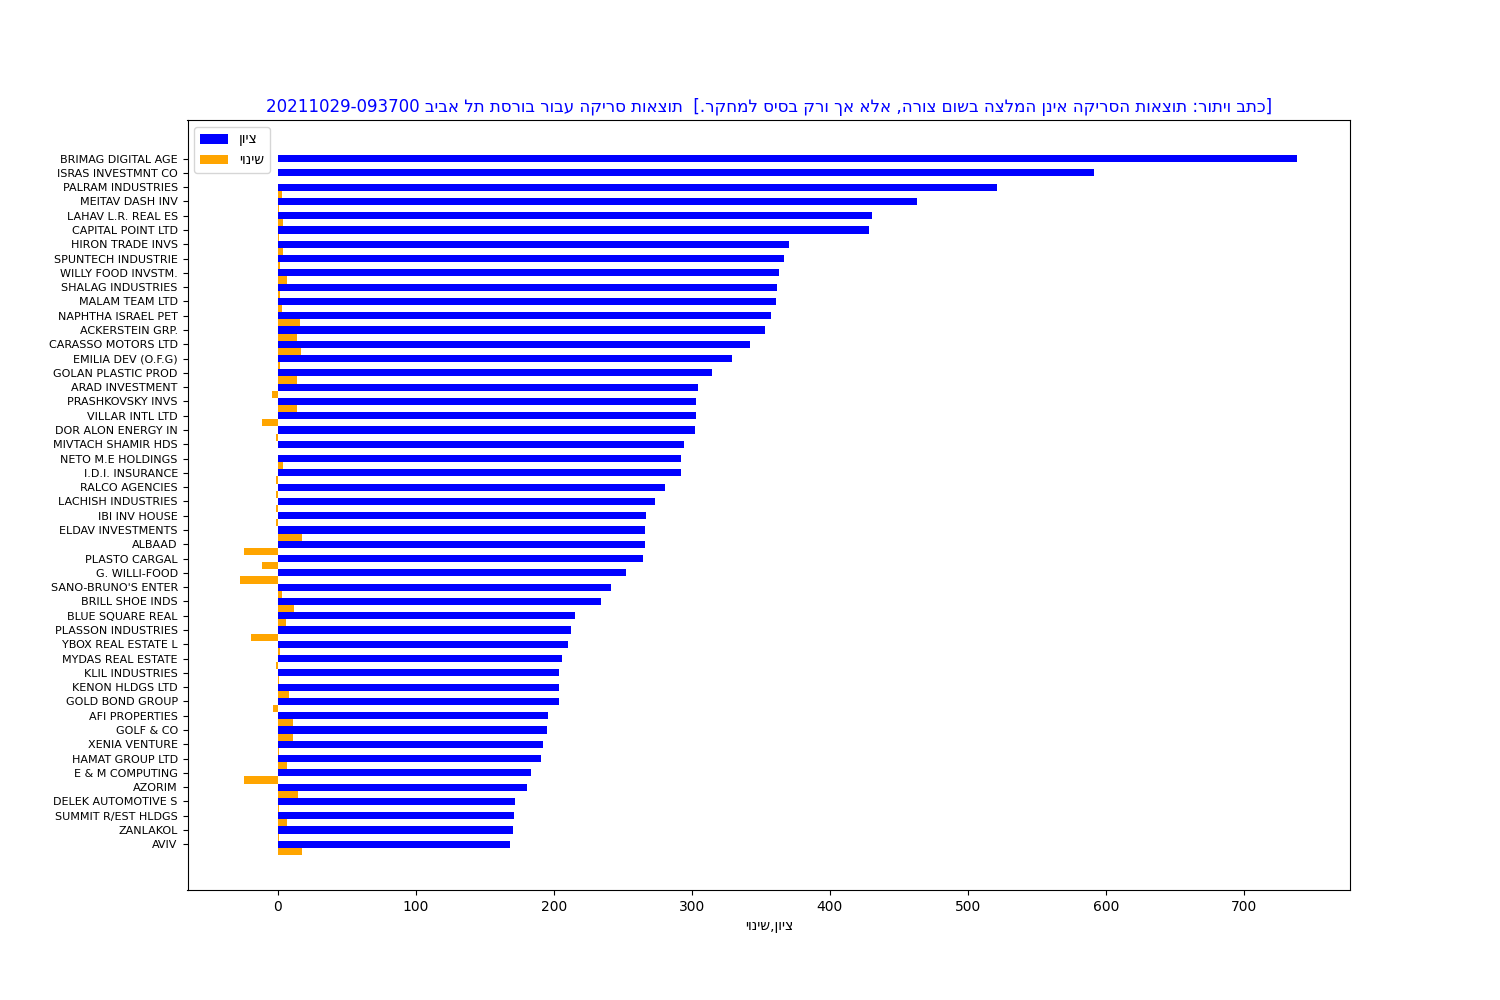 [כתב ויתור: תוצאות הסריקה אינן המלצה בשום צורה, אלא אך ורק בסיס למחקר.] תוצאות סריקה עבור בורסת תל אביב 20211029-093700
ציון
שינוי
BRIMAG DIGITAL AGE
ISRAS INVESTMNT CO
PALRAM INDUSTRIES
MEITAV DASH INV
LAHAV L.R. REAL ES
CAPITAL POINT LTD
HIRON TRADE INVS
SPUNTECH INDUSTRIE
WILLY FOOD INVSTM.
SHALAG INDUSTRIES
MALAM TEAM LTD
NAPHTHA ISRAEL PET
ACKERSTEIN GRP.
CARASSO MOTORS LTD
EMILIA DEV (O.F.G)
GOLAN PLASTIC PROD
ARAD INVESTMENT
PRASHKOVSKY INVS
VILLAR INTL LTD
DOR ALON ENERGY IN
MIVTACH SHAMIR HDS
NETO M.E HOLDINGS
I.D.I. INSURANCE
RALCO AGENCIES
LACHISH INDUSTRIES
IBI INV HOUSE
ELDAV INVESTMENTS
ALBAAD
PLASTO CARGAL
G. WILLI-FOOD
SANO-BRUNO'S ENTER
BRILL SHOE INDS
BLUE SQUARE REAL
PLASSON INDUSTRIES
YBOX REAL ESTATE L
MYDAS REAL ESTATE
KLIL INDUSTRIES
KENON HLDGS LTD
GOLD BOND GROUP
AFI PROPERTIES
GOLF & CO
XENIA VENTURE
HAMAT GROUP LTD
E & M COMPUTING
AZORIM
DELEK AUTOMOTIVE S
SUMMIT R/EST HLDGS
ZANLAKOL
AVIV
0 100 200 300 400 500 600 700
ציון,שינוי